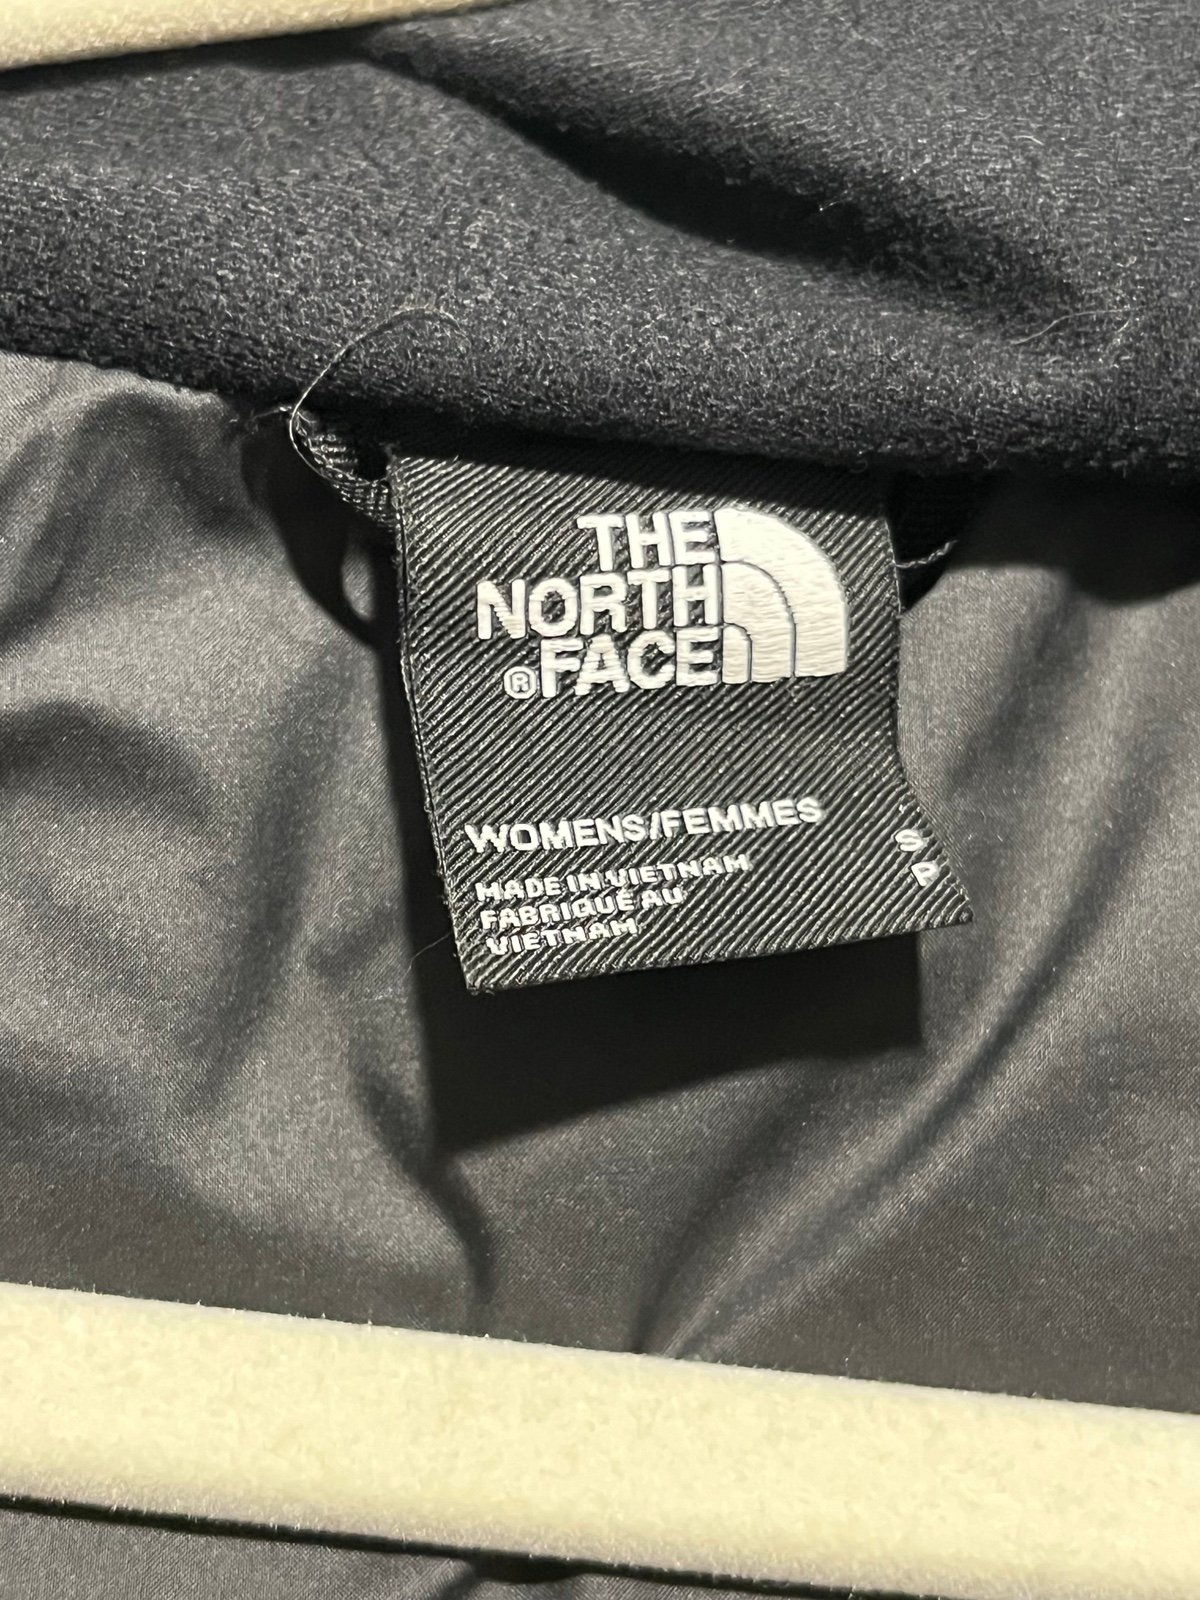 THE
NORTH
®FACE
WOMENS/FEMMES
S
P
MADE IN VIETNAM
FABRIQUÉ AU
VIETNAM